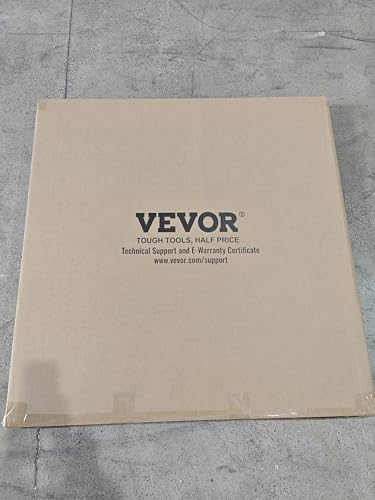 VEVOR®
TOUGH TOOLS, HALF PRICE
Technical Support and E-Warranty Certificate
www.vevor.com/support